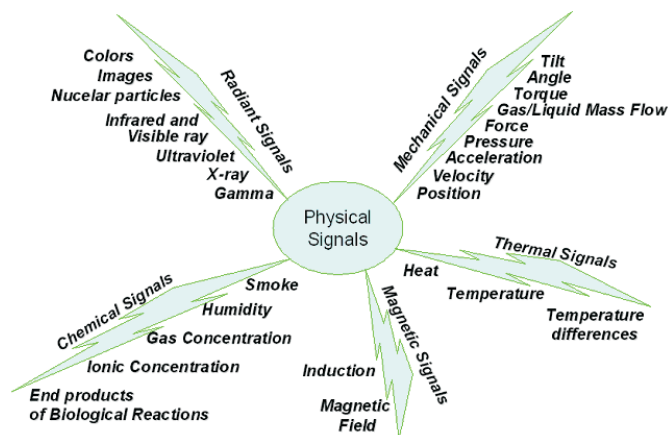 Colors
Images
Nucelar particles
Infrared and
Visible ray
Ultraviolet
X-ray
Gamma
Radiant Signals
Mechanical Signals
Tilt
Angle
Torque
Gas/Liquid Mass Flow
Force
Pressure
Acceleration
Velocity
Position
Physical
Signals
Thermal Signals
Heat
Temperature
Temperature
differences
Magnetic Signals
Induction
Magnetic
Field
Chemical Signals
Smoke
Humidity
Gas Concentration
Ionic Concentration
End products
of Biological Reactions